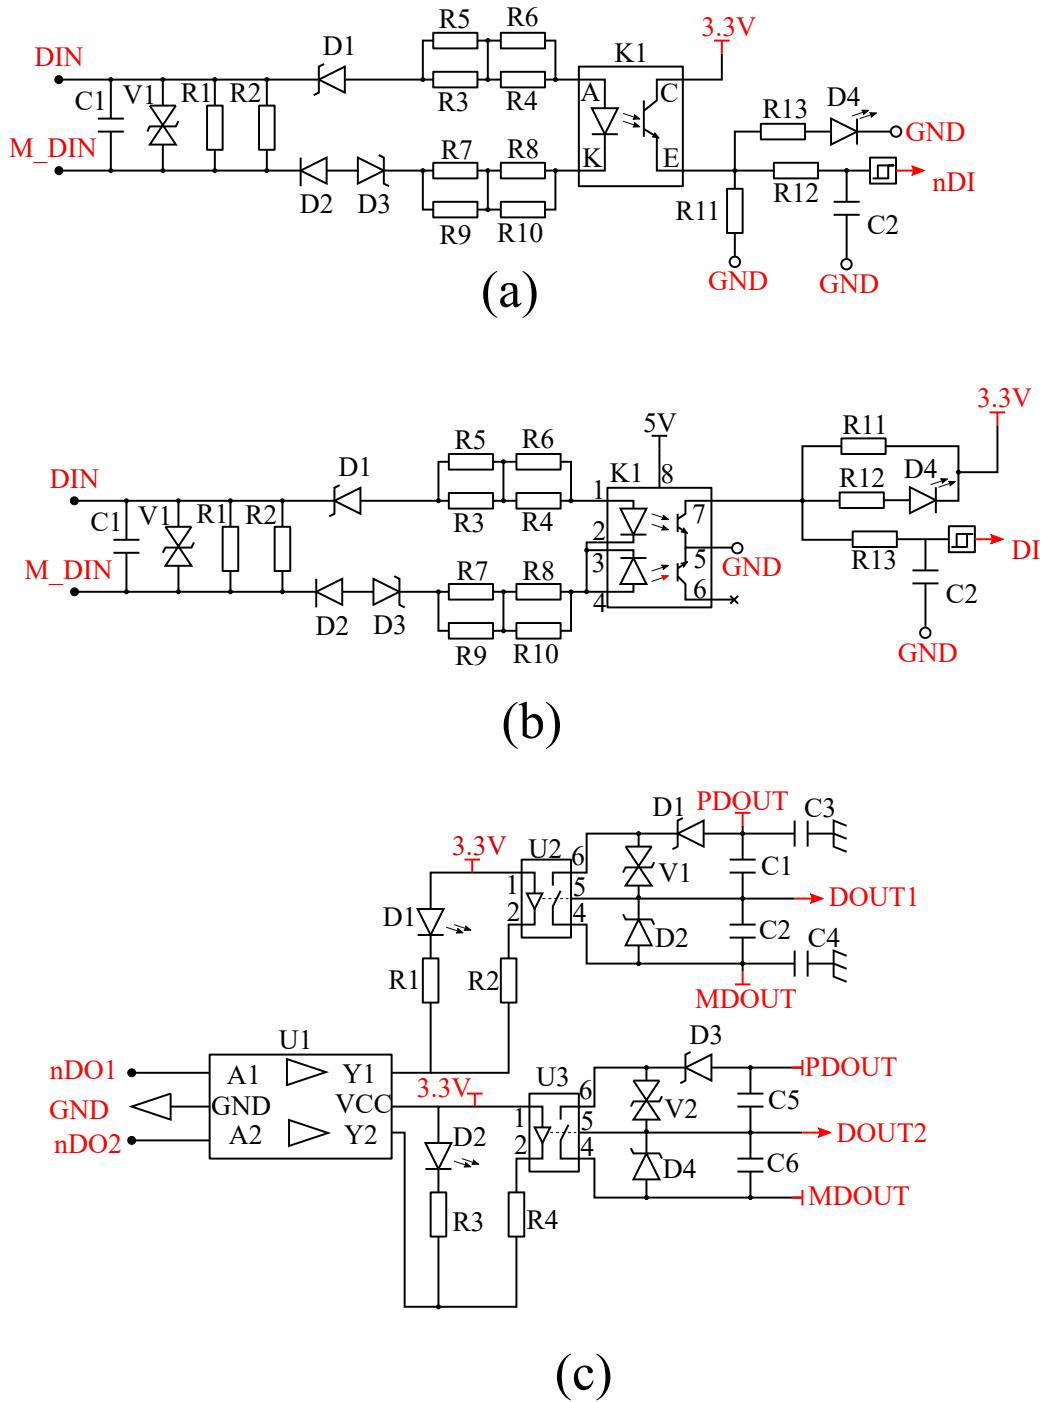 R5 R6 3.3V
DIN D1 K1
C1 V1 R1 R2 R3 R4 A C R13 D4
GND
M_DIN R7 R8 K E
D2 D3 R11 R12 nDI
R9 R10 C2
GND GND
(a)
3.3V
5V R11
R5 R6
DIN D1 K1 8 R12 D4
C1 V1 R1 R2 R3 R4 1 7
2
3 5 R13 DI
M_DIN R7 R8 GND
4 6 C2
D2 D3
R9 R10 GND
(b)
D1 PDOUT C3
3.3V U2 6
1 5 V1 C1
DOUT1
D1 2 4
D2 C2 C4
R1 R2
MDOUT
U1 D3
nDO1 A1 Y1 3.3V U3 6 PDOUT
GND GND VCC 1 5 V2 C5
nDO2 A2 Y2 D2 2 4 DOUT2
D4 C6
R3 R4 MDOUT
(c)